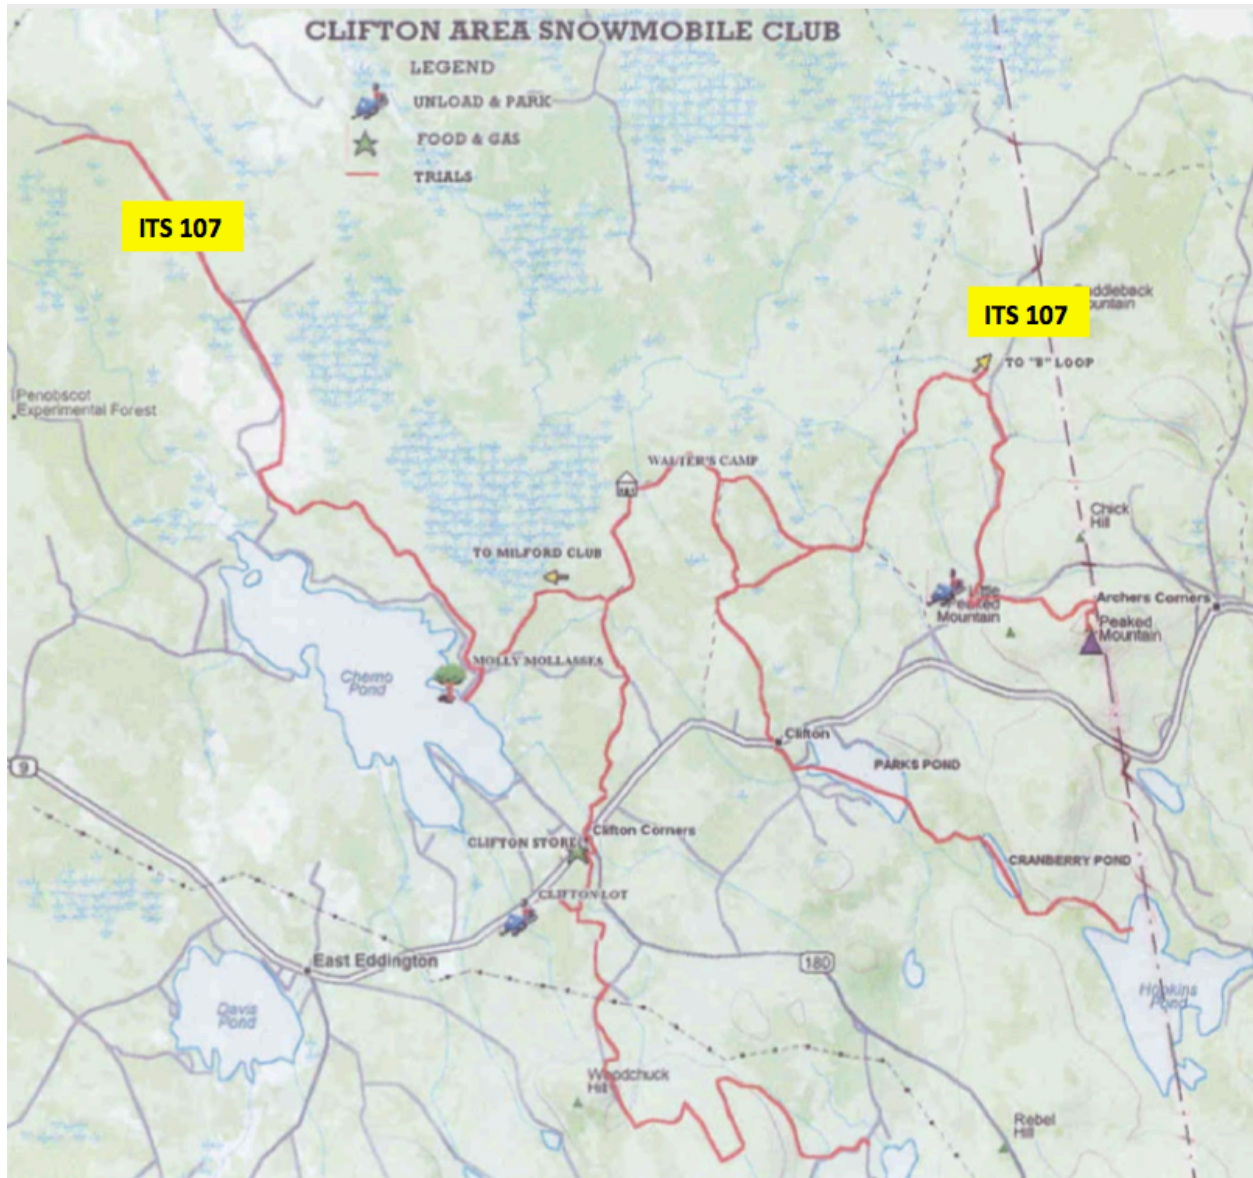 CLIFTON AREA SNOWMOBILE CLUB
LEGEND
UNLOAD & PARK
FOOD & GAS
TRIALS
ITS 107
ITS 107
TO "B" LOOP
Penobscot
Experimental Forest
WALTER'S CAMP
Chick
Hill
TO MILFORD CLUB
Peaked
Mountain
Archers Corners
Peaked
Mountain
MOLLY MOLLASSES
Chemo
Pond
Clifton
PARKS POND
9
Clifton Corners
CLIFTON STORE
CRANBERRY POND
CLIFTON LOT
East Eddington
180
Hopkins
Pond
Davis
Pond
Woodchuck
Hill
Rebel
Hill